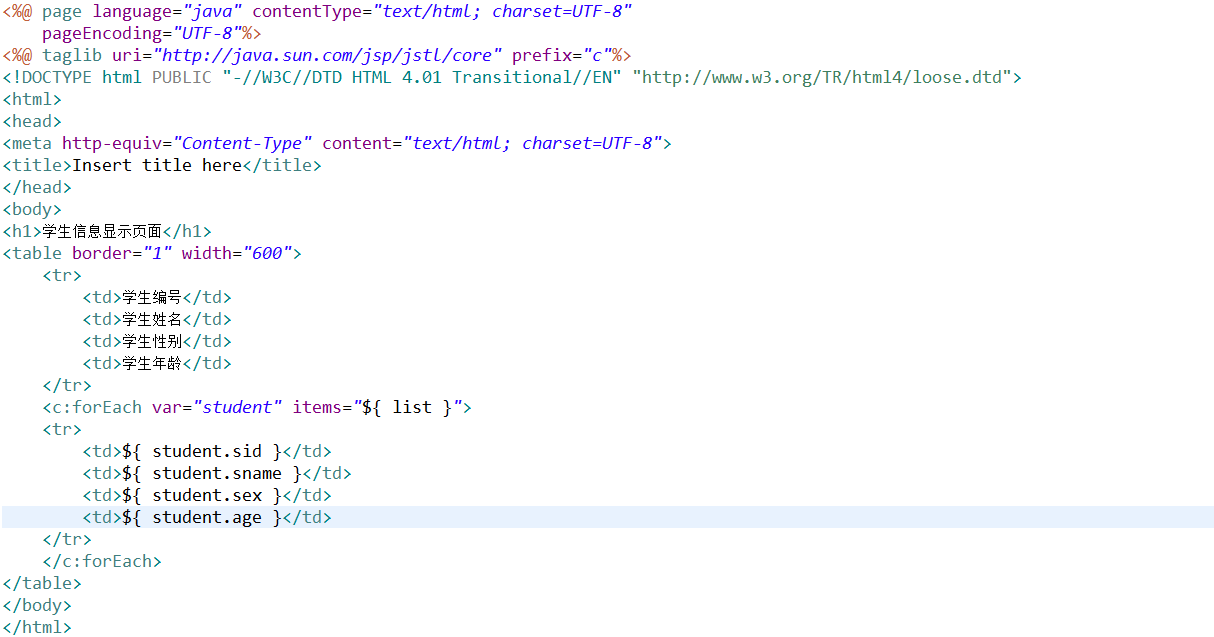 <%@ page language="java" contentType="text/html; charset=UTF-8"
    pageEncoding="UTF-8"%>
<%@ taglib uri="http://java.sun.com/jsp/jstl/core" prefix="c"%>
<!DOCTYPE html PUBLIC "-//W3C//DTD HTML 4.01 Transitional//EN" "http://www.w3.org/TR/html4/loose.dtd">
<html>
<head>
<meta http-equiv="Content-Type" content="text/html; charset=UTF-8">
<title>Insert title here</title>
</head>
<body>
<h1>学生信息显示页面</h1>
<table border="1" width="600">
    <tr>
        <td>学生编号</td>
        <td>学生姓名</td>
        <td>学生性别</td>
        <td>学生年龄</td>
    </tr>
    <c:forEach var="student" items="${ list }">
    <tr>
        <td>${ student.sid }</td>
        <td>${ student.sname }</td>
        <td>${ student.sex }</td>
        <td>${ student.age }</td>
    </tr>
    </c:forEach>
</table>
</body>
</html>